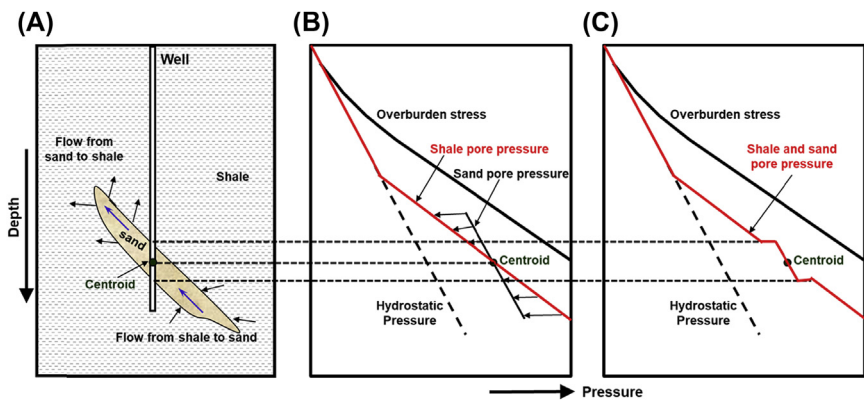 (A)
Well
Flow from
sand to shale
Shale
Depth
sand
Centroid
Flow from shale to sand
(B)
Overburden stress
Shale pore pressure
Sand pore pressure
Centroid
Hydrostatic
Pressure
(C)
Overburden stress
Shale and sand
pore pressure
Centroid
Hydrostatic
Pressure
Pressure